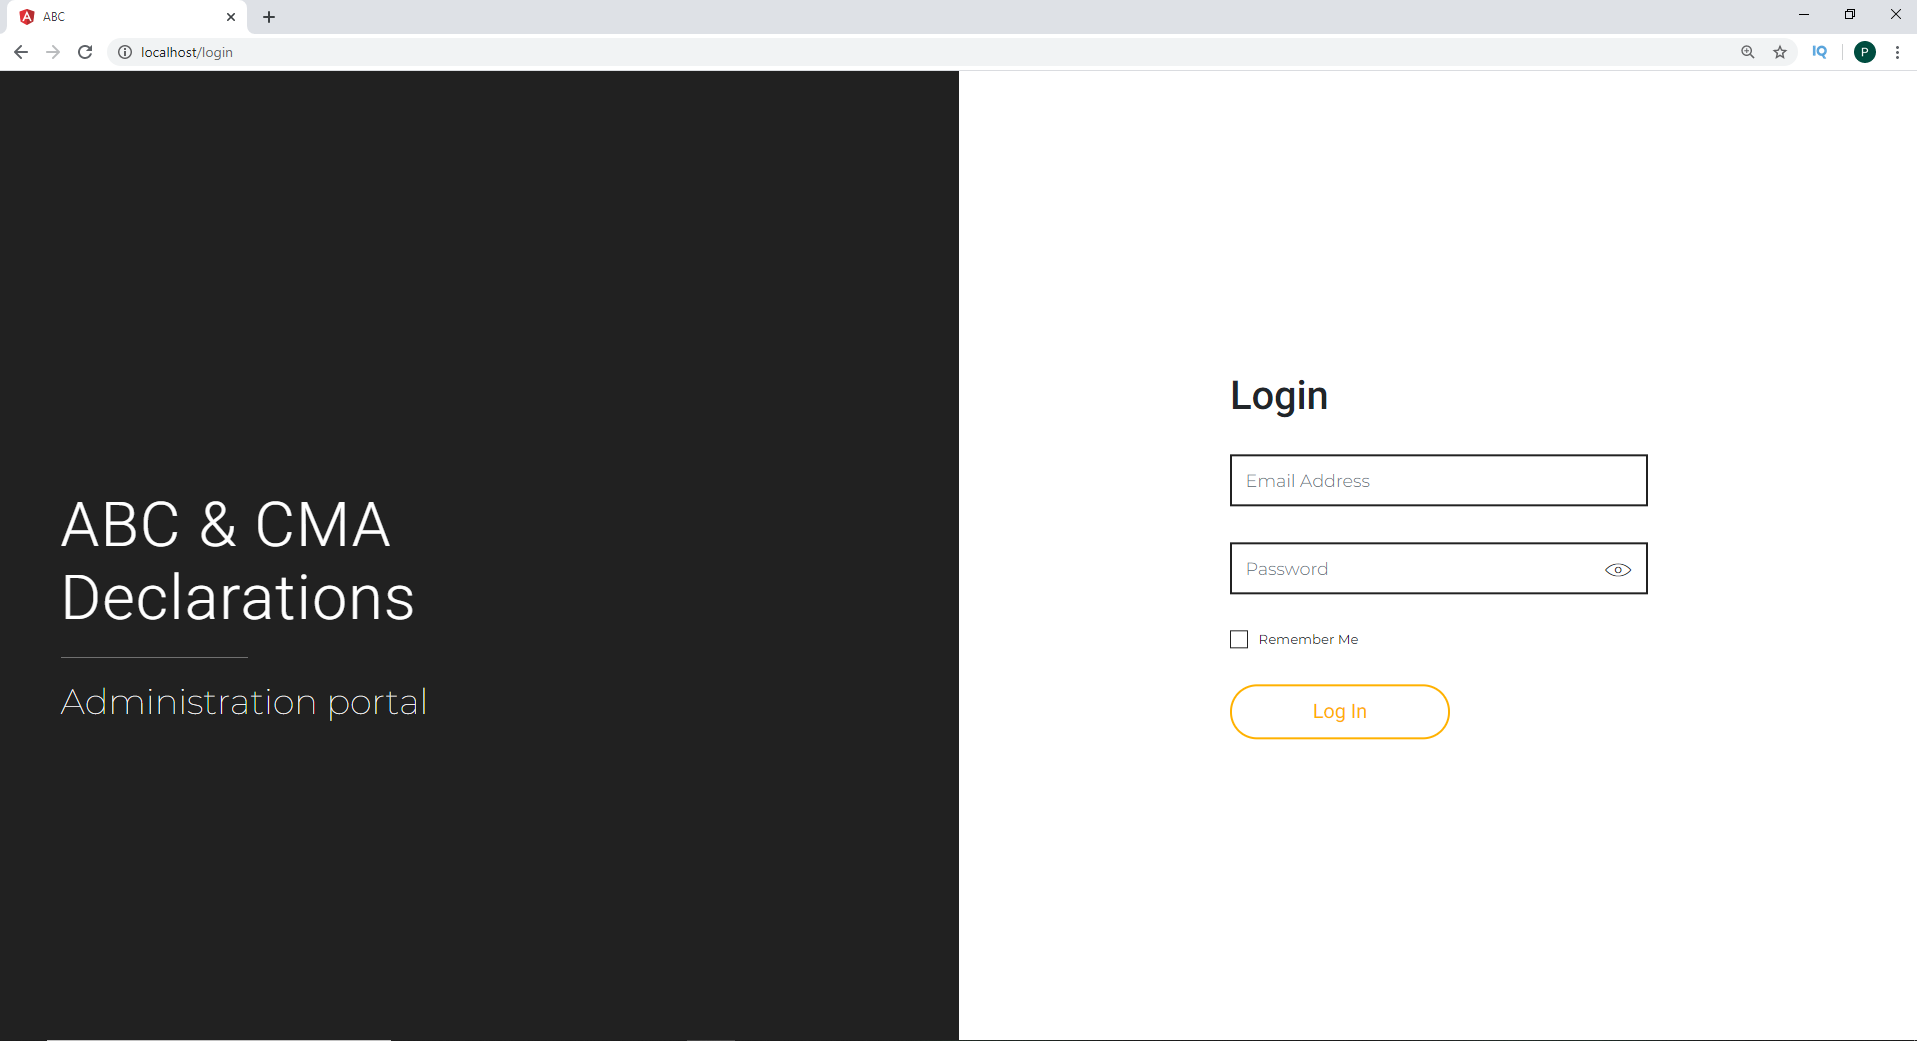 ABC
localhost/login
IQ
P
ABC & CMA
Declarations
Administration portal
Login
Email Address
Password
Remember Me
Log In